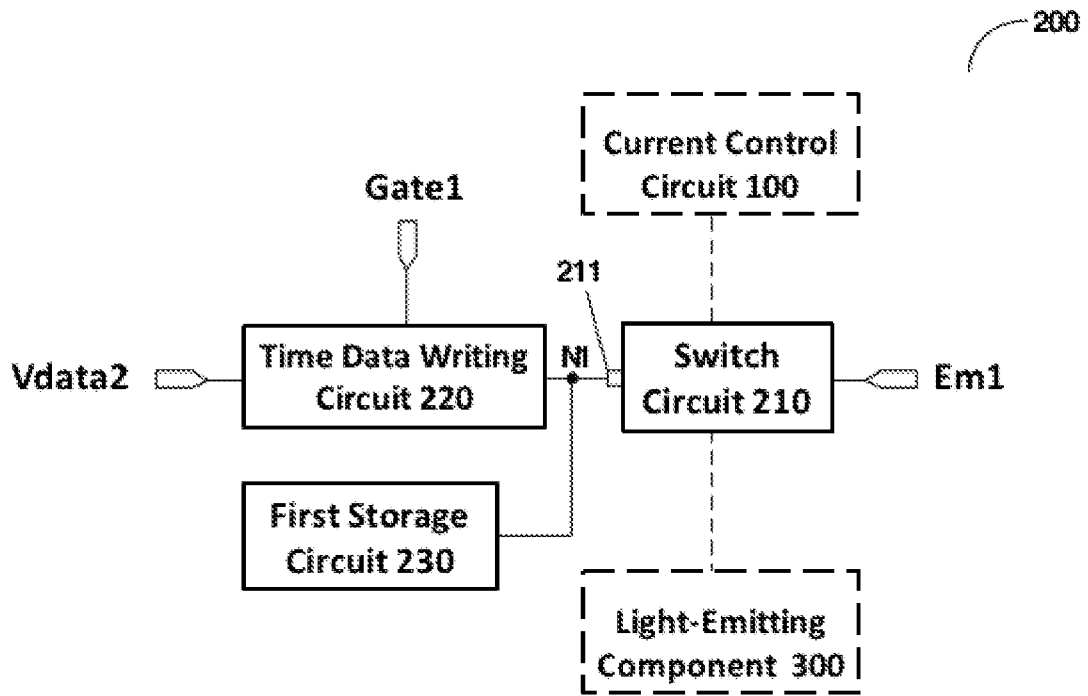 200
Current Control
Circuit 100
Gate1
211
Time Data Writing
Circuit 220
N1
Switch
Circuit 210
Vdata2
Em1
First Storage
Circuit 230
Light-Emitting
Component 300